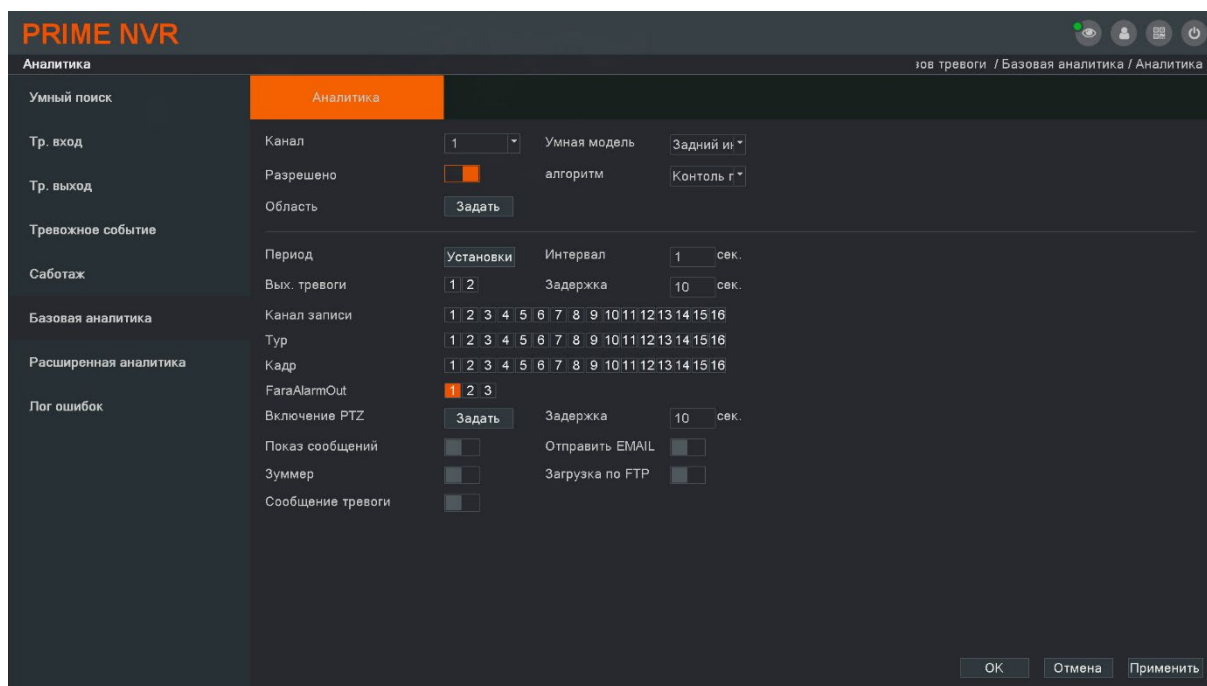 PRIME NVR
Аналитика
зов тревоги / Базовая аналитика / Аналитика
Умный поиск
Тр. вход
Тр. выход
Тревожное событие
Саботаж
Базовая аналитика
Расширенная аналитика
Лог ошибок
Аналитика
Канал 1 Умная модель Задний ин
Разрешено алгоритм Контоль г
Область Задать
Период Установки Интервал 1 сек.
Вых. тревоги 1 2 Задержка 10 сек.
Канал записи 1 2 3 4 5 6 7 8 9 10 11 12 13 14 15 16
Тур 1 2 3 4 5 6 7 8 9 10 11 12 13 14 15 16
Кадр 1 2 3 4 5 6 7 8 9 10 11 12 13 14 15 16
FaraAlarmOut 1 2 3
Включение PTZ Задать Задержка 10 сек.
Показ сообщений Отправить EMAIL
Зуммер Загрузка по FTP
Сообщение тревоги
OK Отмена Применить